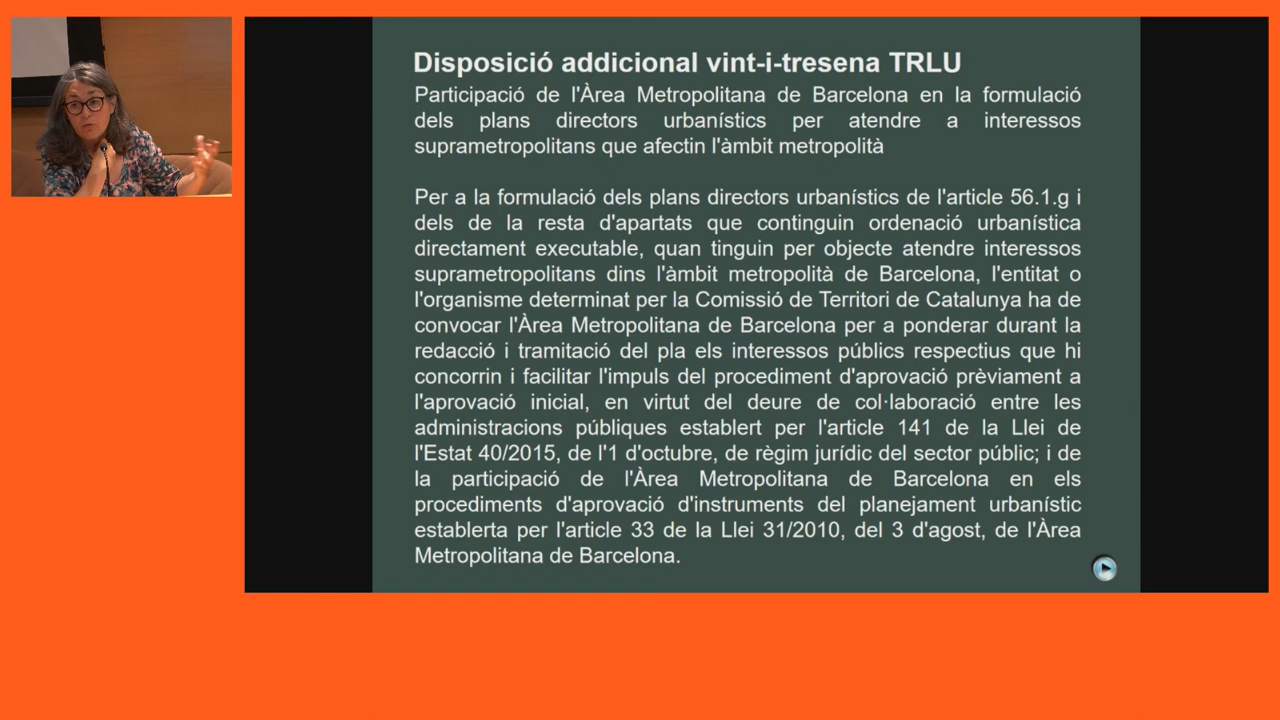 Disposició addicional vint-i-tresena TRLU
Participació de l'Àrea Metropolitana de Barcelona en la formulació
dels plans directors urbanístics per atendre a interessos
suprametropolitans que afectin l'àmbit metropolità
Per a la formulació dels plans directors urbanístics de l'article 56.1.g i
dels de la resta d'apartats que continguin ordenació urbanística
directament executable, quan tinguin per objecte atendre interessos
suprametropolitans dins l'àmbit metropolità de Barcelona, l'entitat o
l'organisme determinat per la Comissió de Territori de Catalunya ha de
convocar l'Àrea Metropolitana de Barcelona per a ponderar durant la
redacció i tramitació del pla els interessos públics respectius que hi
concorrin i facilitar l'impuls del procediment d'aprovació prèviament a
l'aprovació inicial, en virtut del deure de col·laboració entre les
administracions públiques establert per l'article 141 de la Llei de
l'Estat 40/2015, de l'1 d'octubre, de règim jurídic del sector públic; i de
la participació de l'Àrea Metropolitana de Barcelona en els
procediments d'aprovació d'instruments del planejament urbanístic
establerta per l'article 33 de la Llei 31/2010, del 3 d'agost, de l'Àrea
Metropolitana de Barcelona.